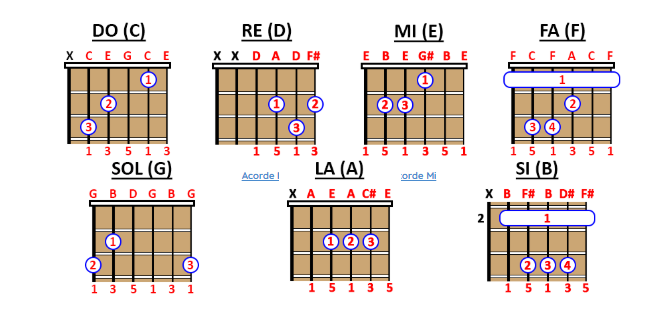 DO (C)
X C E G C E
1
2
3
1 3 5 1 3
RE (D)
X X D A D F#
1 2
3
1 5 1 3
MI (E)
E B E G# B E
1
2 3
1 5 1 3 5 1
FA (F)
F C F A C F
1
2
3 4
1 5 1 3 5 1
Acorde
orde Mi
SOL (G)
G B D G B G
1
2 3
1 3 5 1 3 1
LA (A)
X A E A C# E
1 2 3
1 5 1 3 5
SI (B)
X B F# B D# F#
2 1
2 3 4
1 5 1 3 5